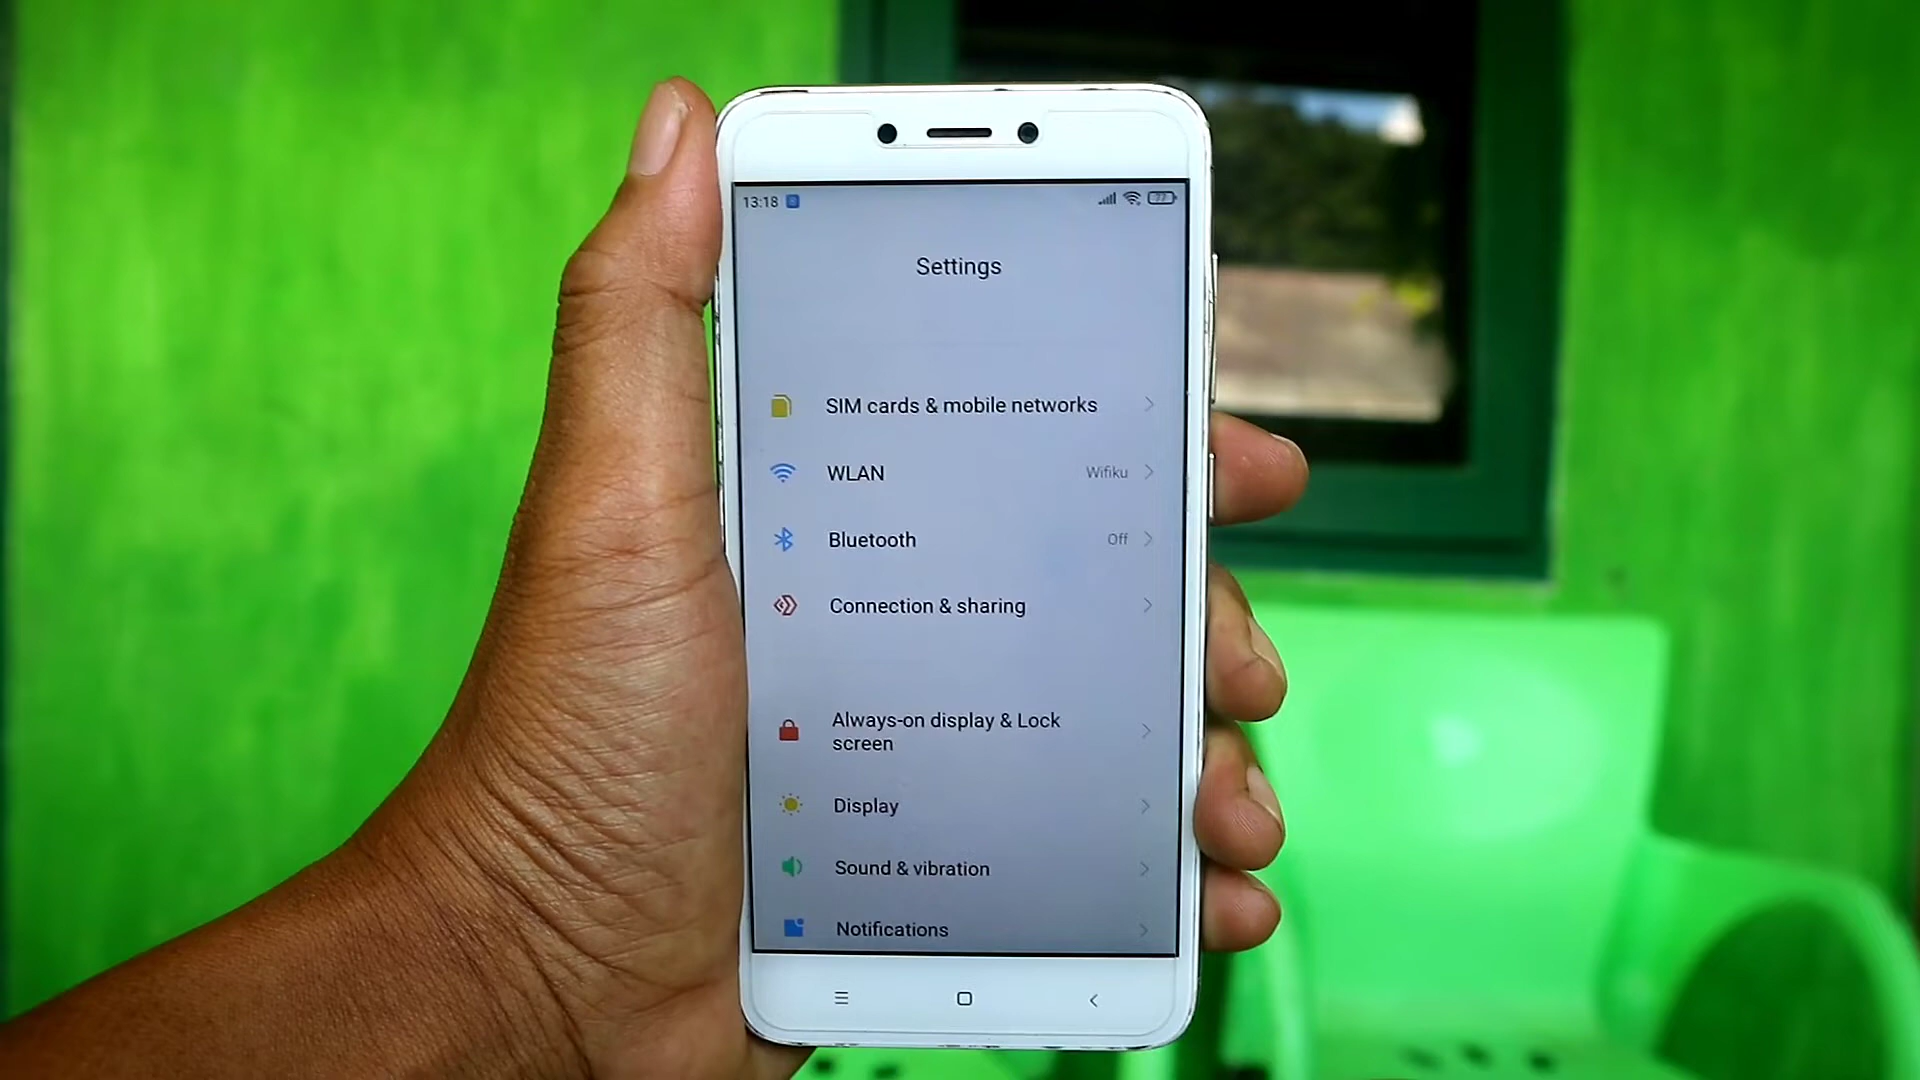 13:18
77
Settings
SIM cards & mobile networks
WLAN Wifiku
Bluetooth Off
Connection & sharing
Always-on display & Lock
screen
Display
Sound & vibration
Notifications